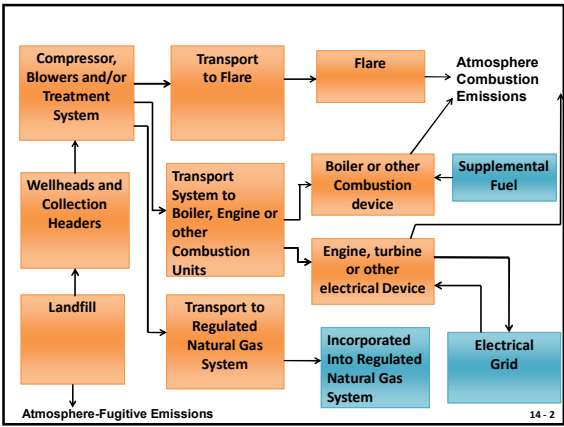 Compressor,
Blowers and/or
Treatment
System
Transport
to Flare
Flare
Atmosphere
Combustion
Emissions
Wellheads and
Collection
Headers
Transport
System to
Boiler, Engine or
other
Combustion
Units
Boiler or other
Combustion
device
Supplemental
Fuel
Engine, turbine
or other
electrical Device
Landfill
Transport to
Regulated
Natural Gas
System
Incorporated
Into Regulated
Natural Gas
System
Electrical
Grid
Atmosphere-Fugitive Emissions
14 - 2